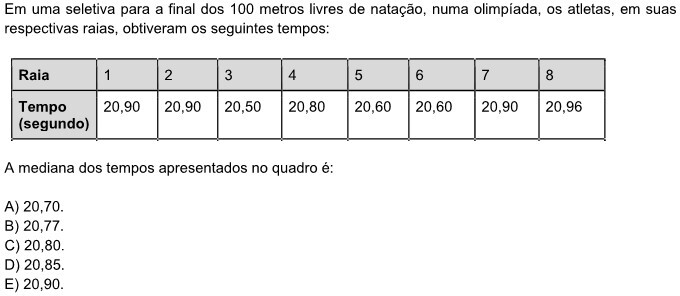 Em uma seletiva para a final dos 100 metros livres de natação, numa olimpíada, os atletas, em suas
respectivas raias, obtiveram os seguintes tempos:
Raia 1 2 3 4 5 6 7 8
Tempo (segundo) 20,90 20,90 20,50 20,80 20,60 20,60 20,90 20,96
A mediana dos tempos apresentados no quadro é:
A) 20,70.
B) 20,77.
C) 20,80.
D) 20,85.
E) 20,90.